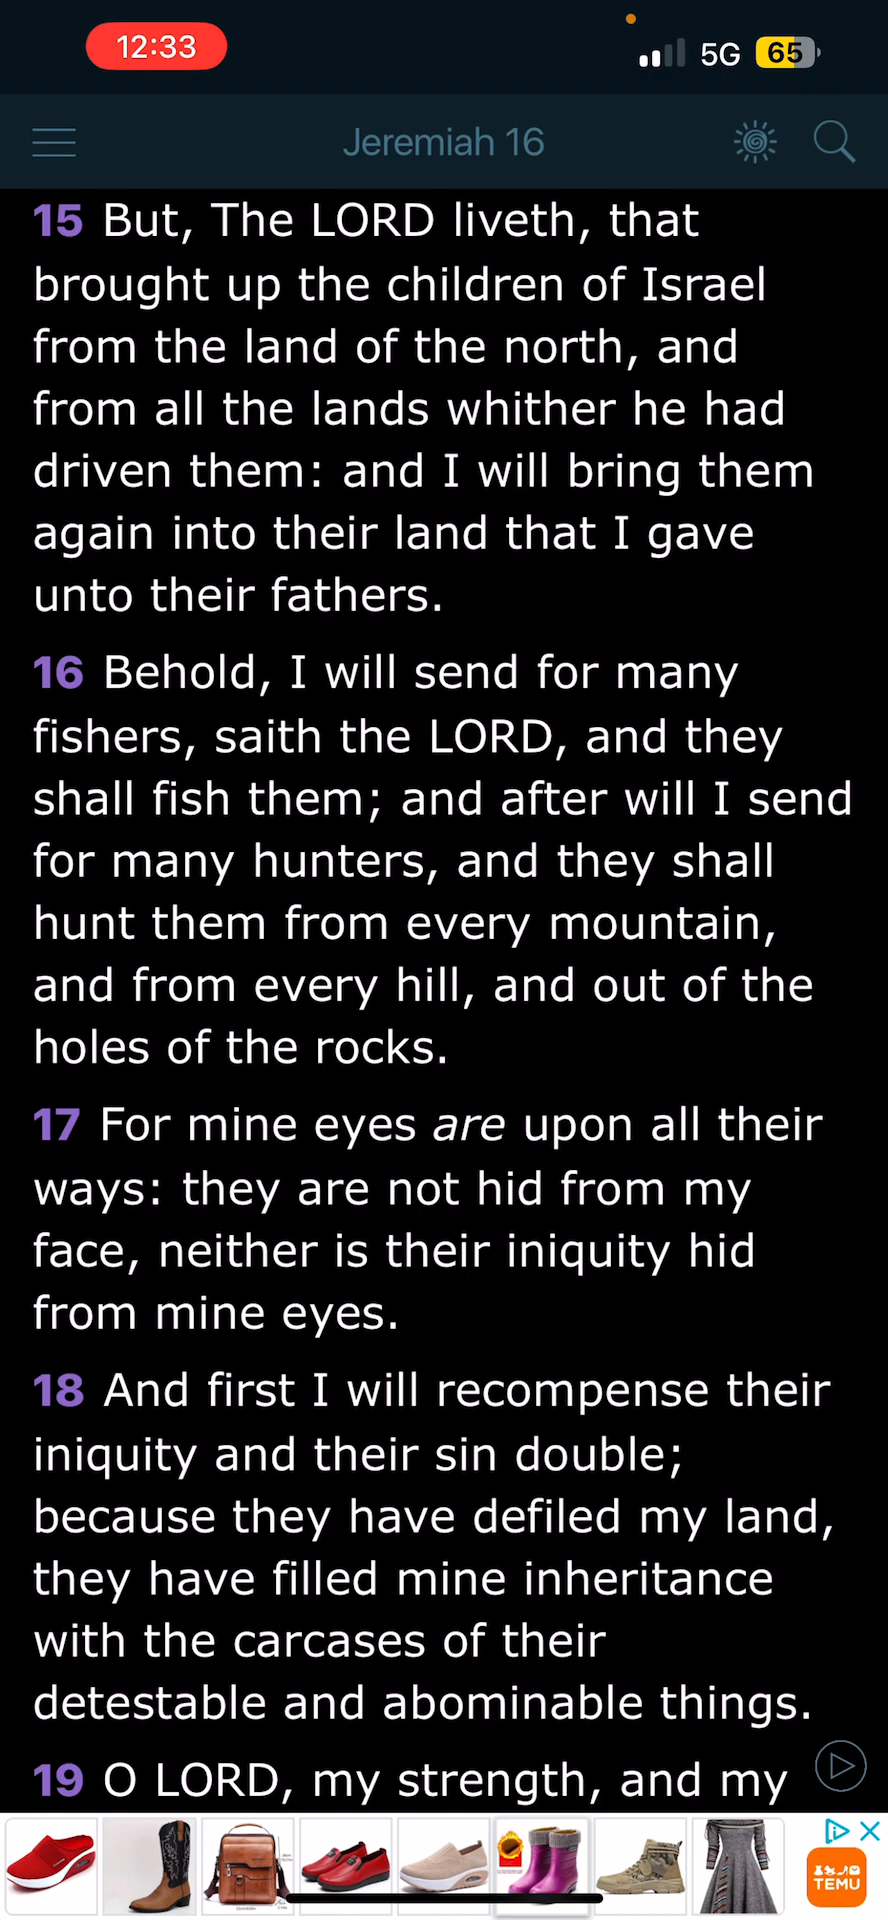 12:33
5G 65
Jeremiah 16
15 But, The LORD liveth, that
brought up the children of Israel
from the land of the north, and
from all the lands whither he had
driven them: and I will bring them
again into their land that I gave
unto their fathers.
16 Behold, I will send for many
fishers, saith the LORD, and they
shall fish them; and after will I send
for many hunters, and they shall
hunt them from every mountain,
and from every hill, and out of the
holes of the rocks.
17 For mine eyes are upon all their
ways: they are not hid from my
face, neither is their iniquity hid
from mine eyes.
18 And first I will recompense their
iniquity and their sin double;
because they have defiled my land,
they have filled mine inheritance
with the carcases of their
detestable and abominable things.
19 O LORD, my strength, and my
TEMU